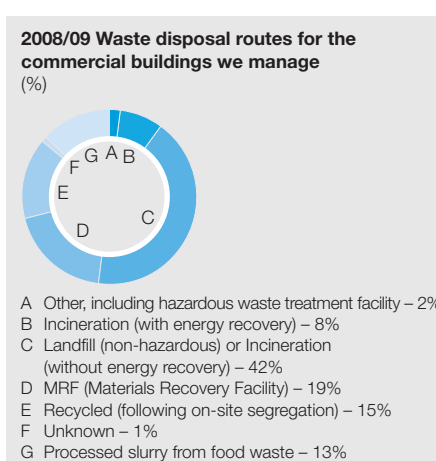 2008/09 Waste disposal routes for the
commercial buildings we manage
(%)
G A B
F
E
C
D
A Other, including hazardous waste treatment facility – 2%
B Incineration (with energy recovery) – 8%
C Landfill (non-hazardous) or Incineration
(without energy recovery) – 42%
D MRF (Materials Recovery Facility) – 19%
E Recycled (following on-site segregation) – 15%
F Unknown – 1%
G Processed slurry from food waste – 13%